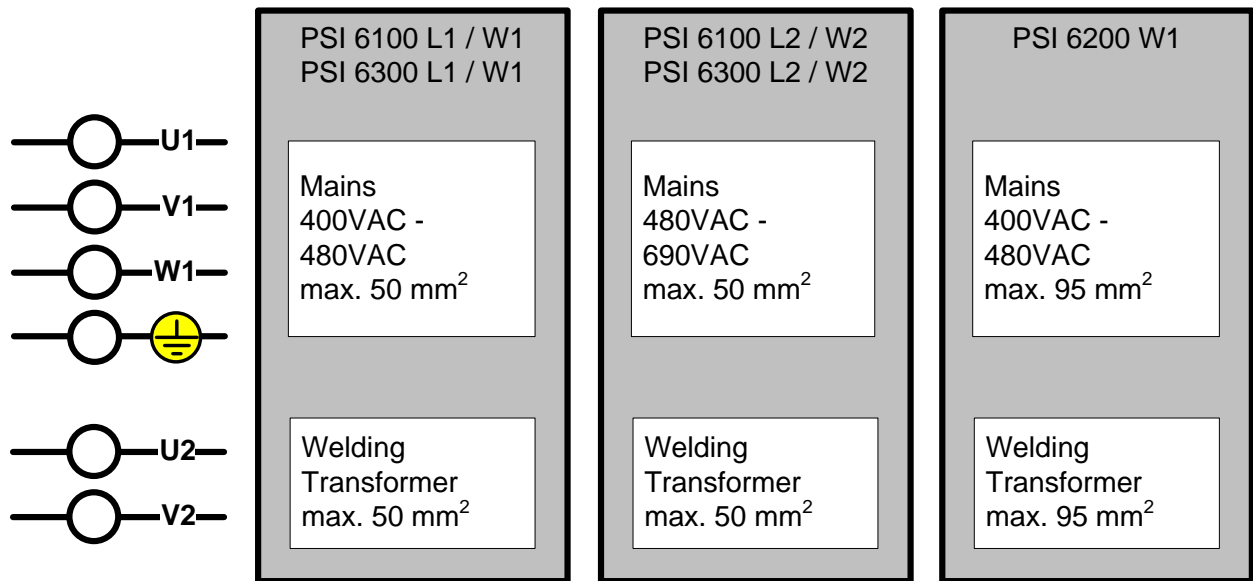 U1
V1
W1
U2
V2
PSI 6100 L1 / W1
PSI 6300 L1 / W1
Mains
400VAC -
480VAC
max. 50 mm²
Welding
Transformer
max. 50 mm²
PSI 6100 L2 / W2
PSI 6300 L2 / W2
Mains
480VAC -
690VAC
max. 50 mm²
Welding
Transformer
max. 50 mm²
PSI 6200 W1
Mains
400VAC -
480VAC
max. 95 mm²
Welding
Transformer
max. 95 mm²